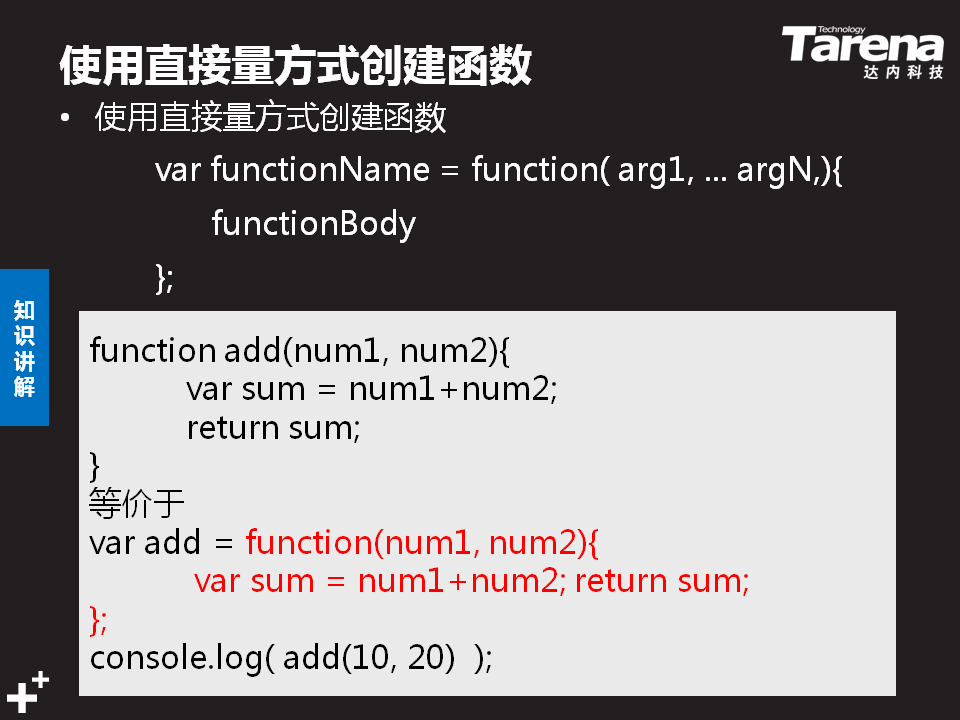 Technology
Tarena
达内科技
使用直接量方式创建函数
• 使用直接量方式创建函数
var functionName = function( arg1, ... argN,){
functionBody
};
知识讲解
function add(num1, num2){
var sum = num1+num2;
return sum;
}
等价于
var add = function(num1, num2){
var sum = num1+num2; return sum;
};
console.log( add(10, 20) );